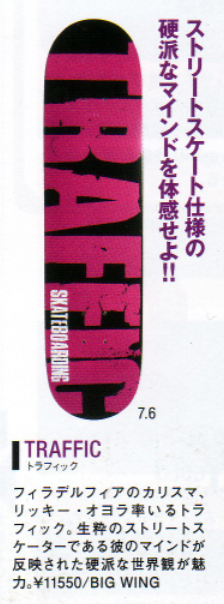 ストリートスケート仕様の
硬派なマインドを体感せよ!!
TRAFFIC
SKATEBOARDING
7.6
TRAFFIC
トラフィック
フィラデルフィアのカリスマ、
リッキー・オヨラ率いるトラ
フィック。生粋のストリートス
ケーターである彼のマインドが
反映された硬派な世界観が魅
力。¥11550/BIG WING